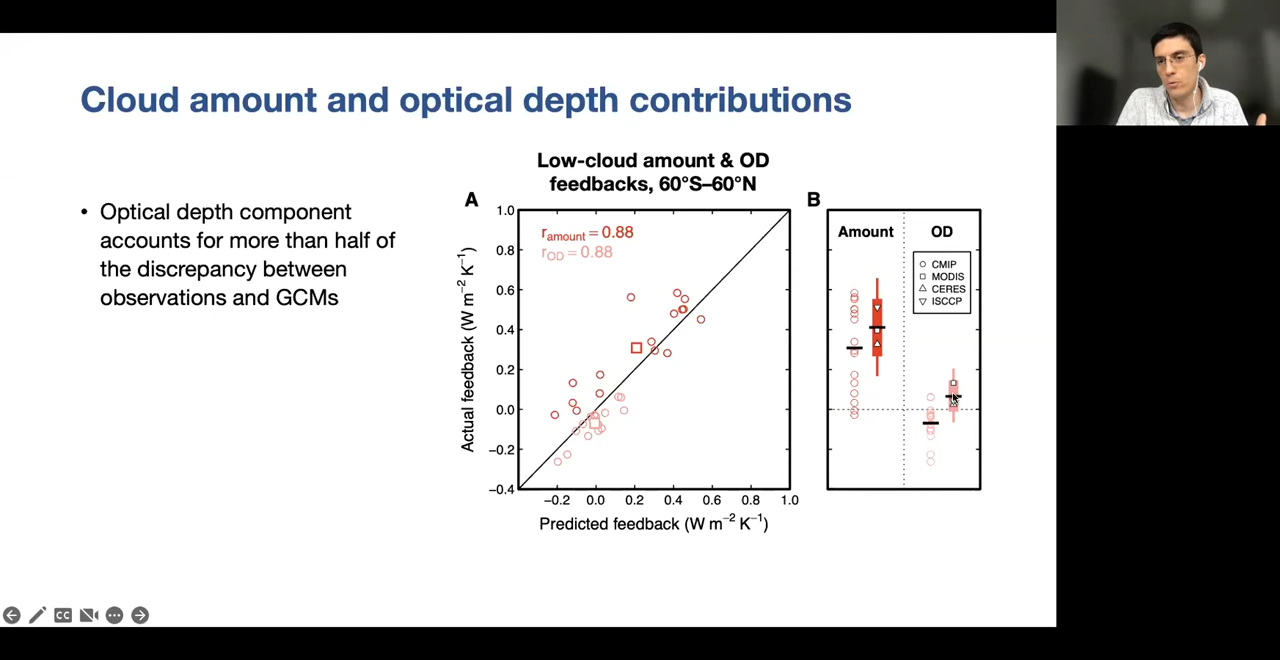 Cloud amount and optical depth contributions
• Optical depth component
accounts for more than half of
the discrepancy between
observations and GCMs
Low-cloud amount & OD
feedbacks, 60°S–60°N
A
r_amount = 0.88
r_OD = 0.88
Actual feedback (W m⁻² K⁻¹)
1.0
0.8
0.6
0.4
0.2
0.0
−0.2
−0.4
−0.2 0.0 0.2 0.4 0.6 0.8 1.0
Predicted feedback (W m⁻² K⁻¹)
B
Amount OD
CMIP
MODIS
CERES
ISCCP
CC